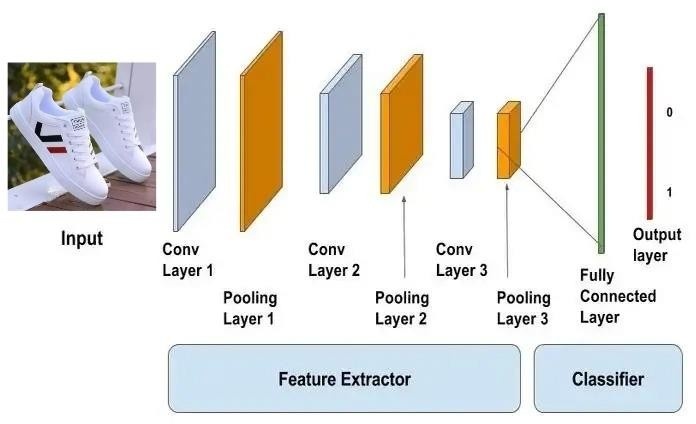 Input
Conv
Layer 1
Pooling
Layer 1
Conv
Layer 2
Pooling
Layer 2
Conv
Layer 3
Pooling
Layer 3
Fully
Connected
Layer
0
1
Output
layer
Feature Extractor
Classifier